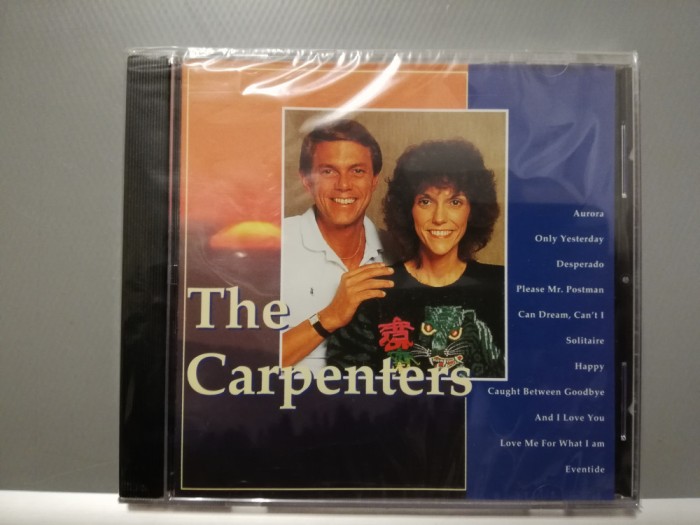 The
Carpenters
Aurora
Only Yesterday
Desperado
Please Mr. Postman
Can Dream, Can't I
Solitaire
Happy
Caught Between Goodbye
And I Love You
Love Me For What I am
Eventide